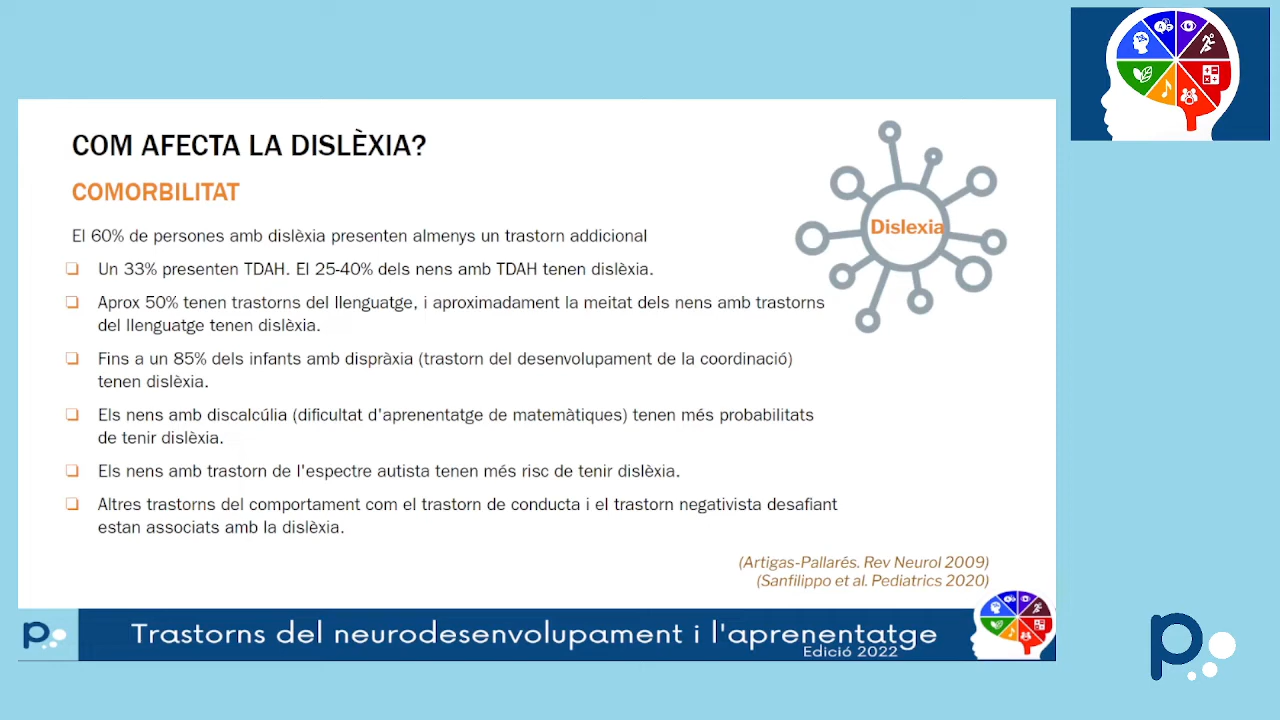 COM AFECTA LA DISLÈXIA?
COMORBILITAT
Dislexia
El 60% de persones amb dislèxia presenten almenys un trastorn addicional
❑ Un 33% presenten TDAH. El 25-40% dels nens amb TDAH tenen dislèxia.
❑ Aprox 50% tenen trastorns del llenguatge, i aproximadament la meitat dels nens amb trastorns
del llenguatge tenen dislèxia.
❑ Fins a un 85% dels infants amb dispràxia (trastorn del desenvolupament de la coordinació)
tenen dislèxia.
❑ Els nens amb discalcúlia (dificultat d'aprenentatge de matemàtiques) tenen més probabilitats
de tenir dislèxia.
❑ Els nens amb trastorn de l'espectre autista tenen més risc de tenir dislèxia.
❑ Altres trastorns del comportament com el trastorn de conducta i el trastorn negativista desafiant
estan associats amb la dislèxia.
(Artigas-Pallarés. Rev Neurol 2009)
(Sanfilippo et al. Pediatrics 2020)
p
Trastorns del neurodesenvolupament i l'aprenentatge
Edició 2022
p